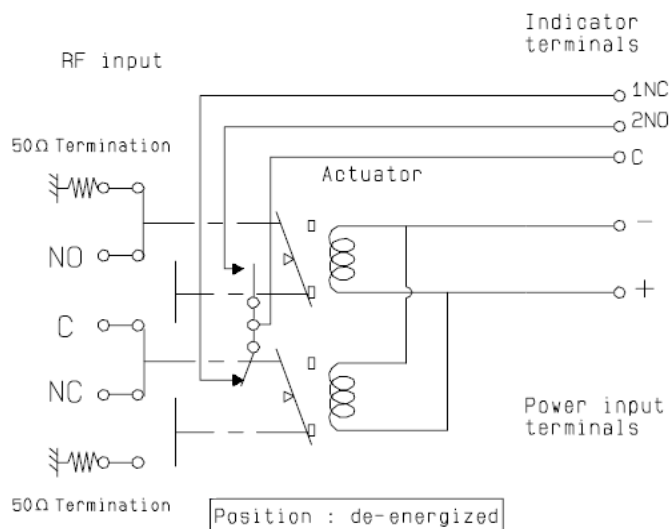 Indicator
terminals
RF input
1NC
2NO
C
50Ω Termination
Actuator
NO
−
+
C
NC
Power input
terminals
50Ω Termination
Position : de-energized